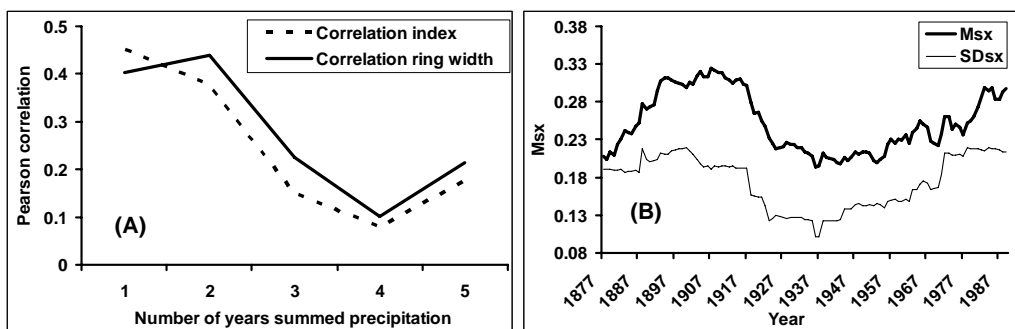 0.5
0.4
0.3
0.2
0.1
0
Pearson correlation
Correlation index
Correlation ring width
(A)
1 2 3 4 5
Number of years summed precipitation
0.38
0.33
0.28
0.23
0.18
0.13
0.08
Msx
Msx
SDsx
(B)
1877 1887 1897 1907 1917 1927 1937 1947 1957 1967 1977 1987
Year